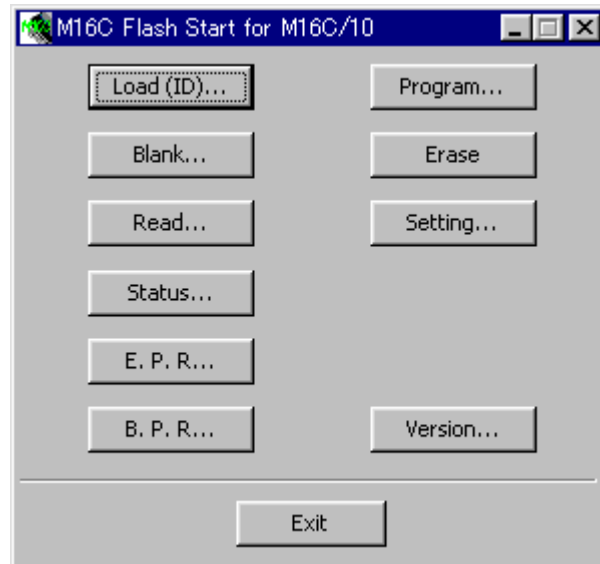 M16C Flash Start for M16C/10
Load (ID)... Program...
Blank... Erase
Read... Setting...
Status...
E. P. R...
B. P. R... Version...
Exit